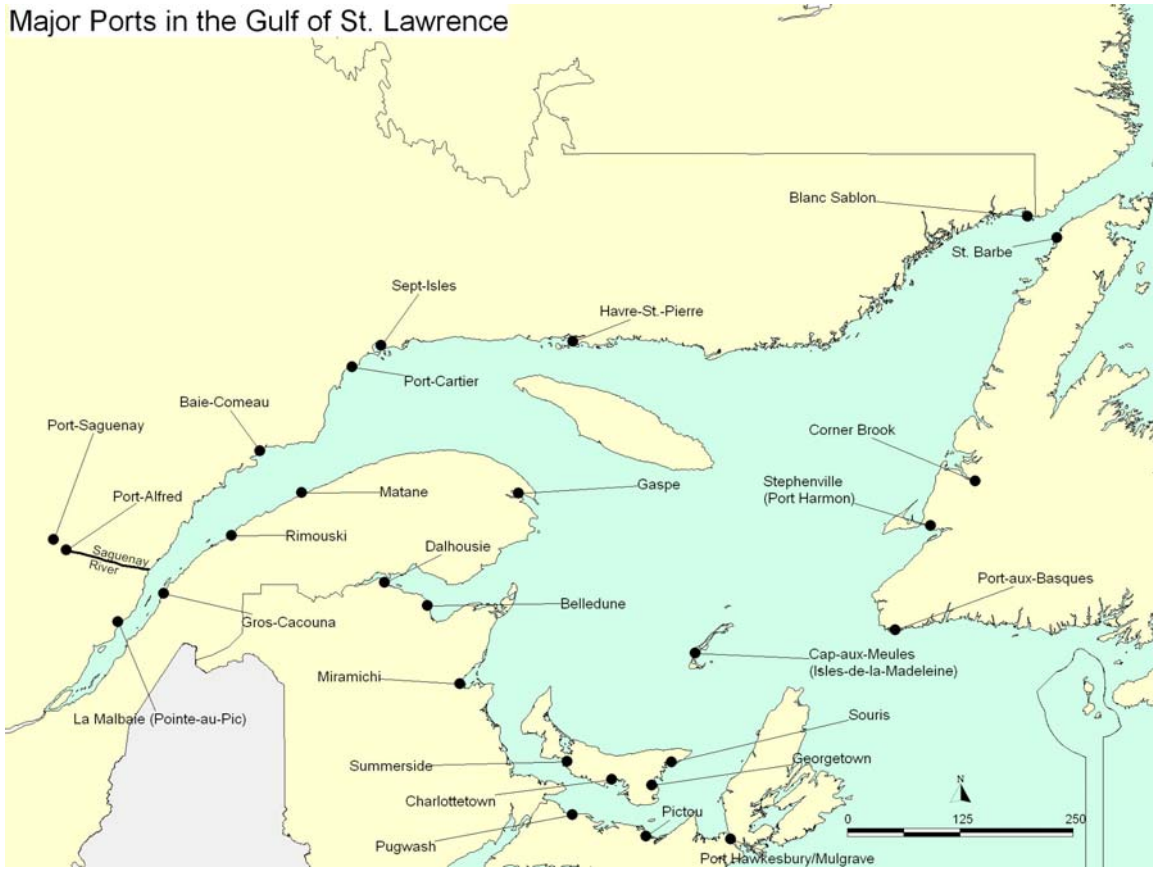 Major Ports in the Gulf of St. Lawrence
Blanc Sablon
St. Barbe
Sept-Isles
Havre-St.-Pierre
Port-Cartier
Baie-Comeau
Port-Saguenay
Corner Brook
Port-Alfred
Matane
Gaspe
Stephenville
(Port Harmon)
Saguenay
River
Rimouski
Dalhousie
Port-aux-Basques
Belledune
Gros-Cacouna
Cap-aux-Meules
(Isles-de-la-Madeleine)
Miramichi
La Malbaie (Pointe-au-Pic)
Souris
Summerside
Georgetown
Charlottetown
N
Pictou
0
125
250
Pugwash
Port Hawkesbury/Mulgrave